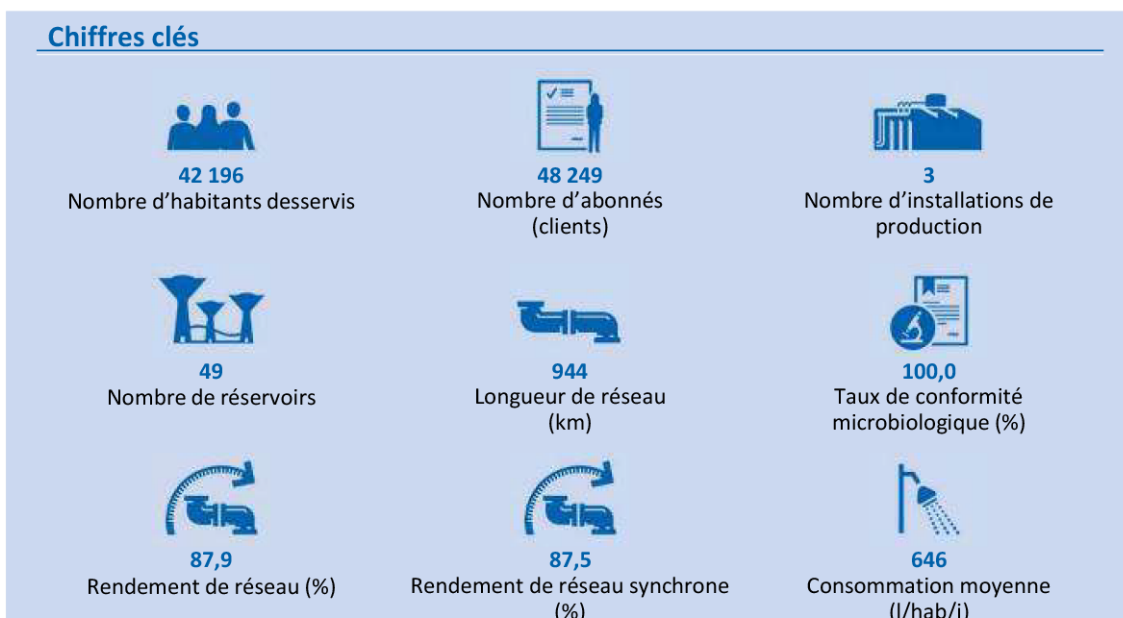 Chiffres clés
42 196
Nombre d'habitants desservis
48 249
Nombre d'abonnés
(clients)
3
Nombre d'installations de
production
49
Nombre de réservoirs
944
Longueur de réseau
(km)
100,0
Taux de conformité
microbiologique (%)
87,9
Rendement de réseau (%)
87,5
Rendement de réseau synchrone
(%)
646
Consommation moyenne
(l/hab/j)